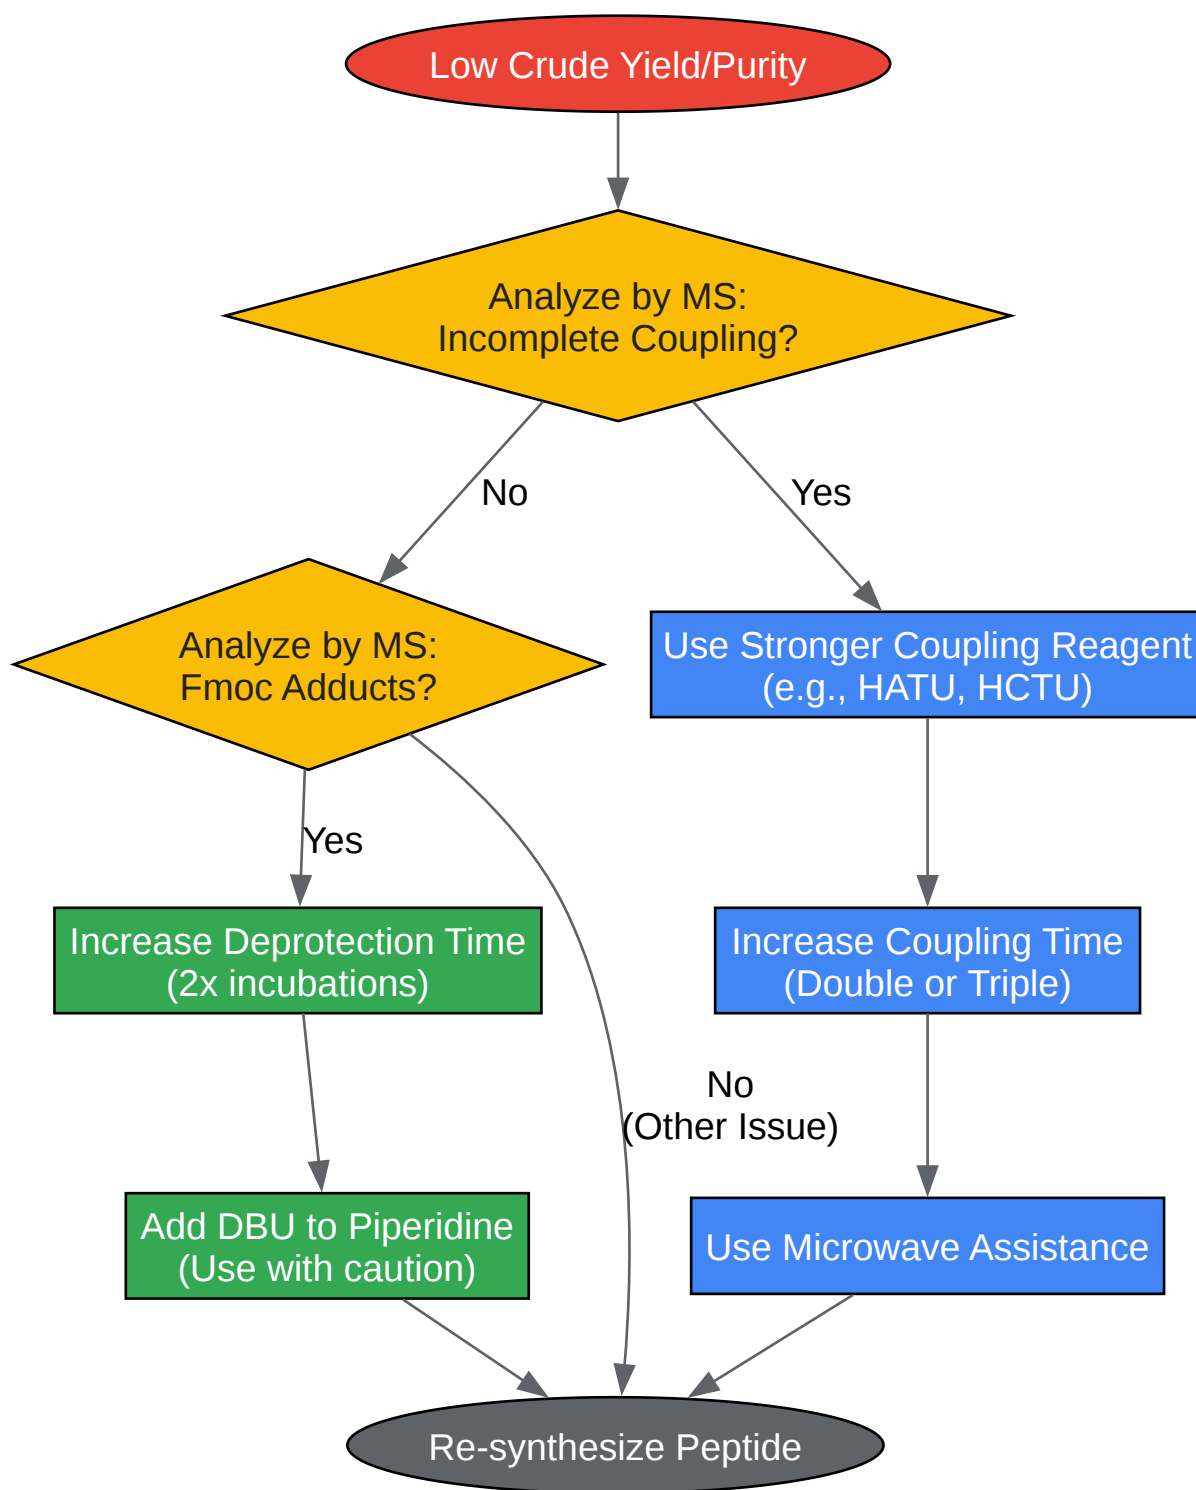 Low Crude Yield/Purity
Analyze by MS:
Incomplete Coupling?
No
Yes
Analyze by MS:
Fmoc Adducts?
Use Stronger Coupling Reagent
(e.g., HATU, HCTU)
Yes
Increase Deprotection Time
(2x incubations)
Increase Coupling Time
(Double or Triple)
No
(Other Issue)
Add DBU to Piperidine
(Use with caution)
Use Microwave Assistance
Re-synthesize Peptide